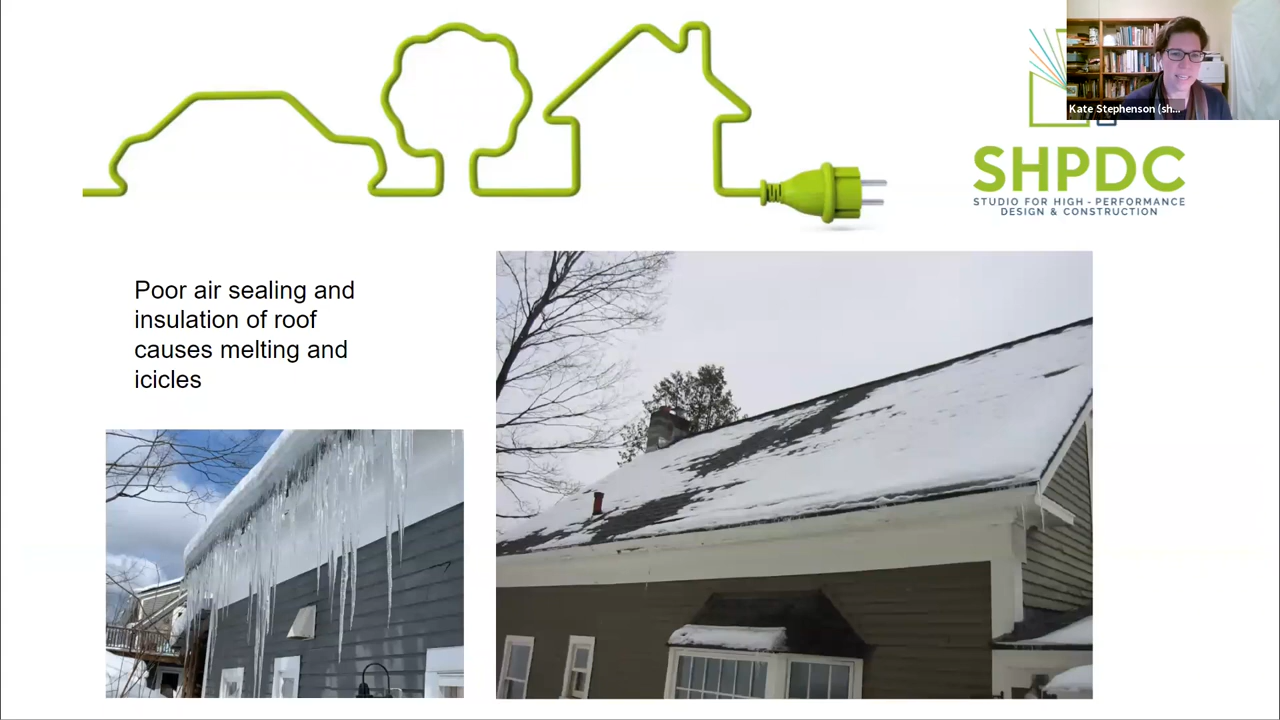 Kate Stephenson (sh...
SHPDC
STUDIO FOR HIGH - PERFORMANCE
DESIGN & CONSTRUCTION
Poor air sealing and
insulation of roof
causes melting and
icicles